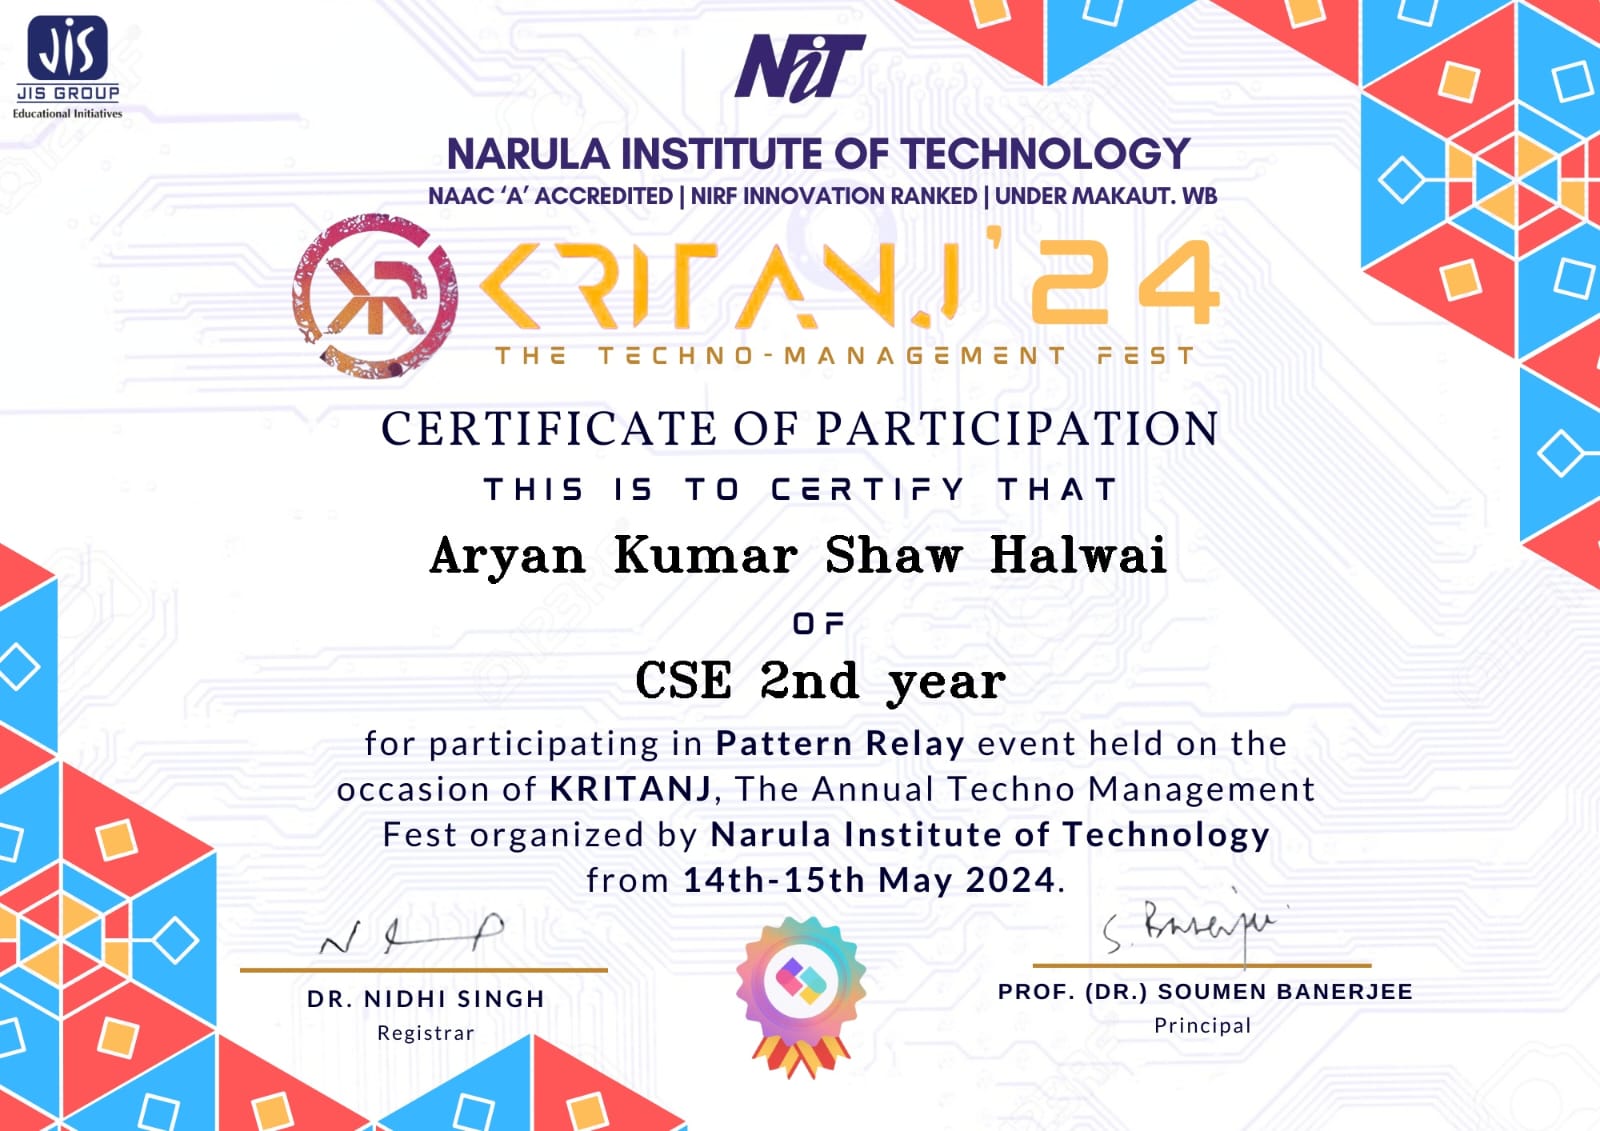 JIS
JIS GROUP
Educational Initiatives
NiT
NARULA INSTITUTE OF TECHNOLOGY
NAAC ‘A’ ACCREDITED | NIRF INNOVATION RANKED | UNDER MAKAUT. WB
KRITANJ’24
THE TECHNO-MANAGEMENT FEST
CERTIFICATE OF PARTICIPATION
THIS IS TO CERTIFY THAT
Aryan Kumar Shaw Halwai
OF
CSE 2nd year
for participating in Pattern Relay event held on the
occasion of KRITANJ, The Annual Techno Management
Fest organized by Narula Institute of Technology
from 14th-15th May 2024.
S. Banerjee
DR. NIDHI SINGH
Registrar
PROF. (DR.) SOUMEN BANERJEE
Principal